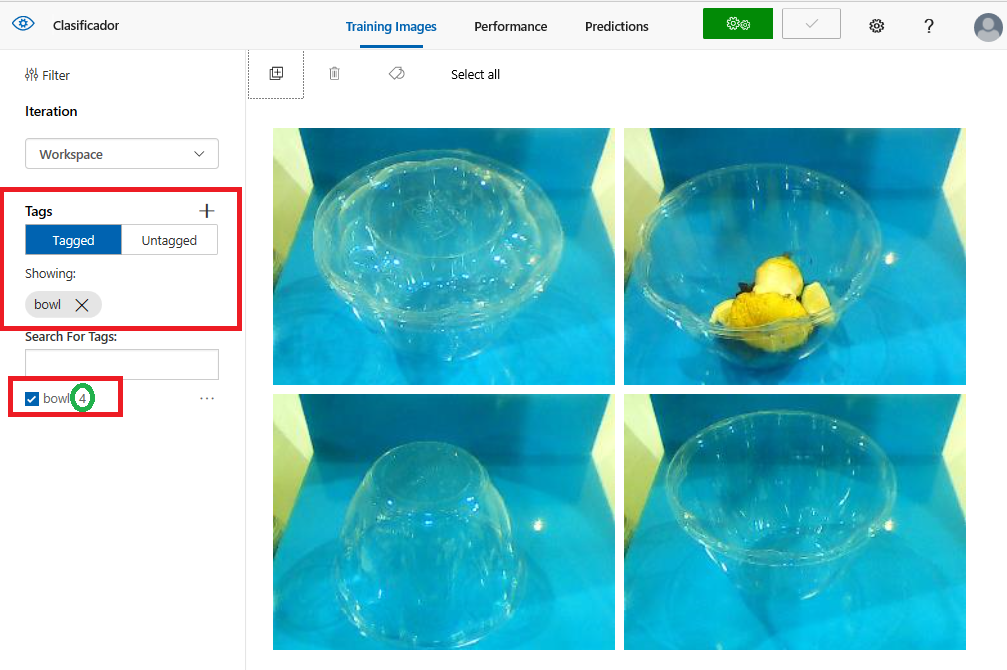 Clasificador
Training Images
Performance
Predictions
?
Filter
Select all
Iteration
Workspace
Tags
Tagged
Untagged
Showing:
bowl
Search For Tags:
bowl 4